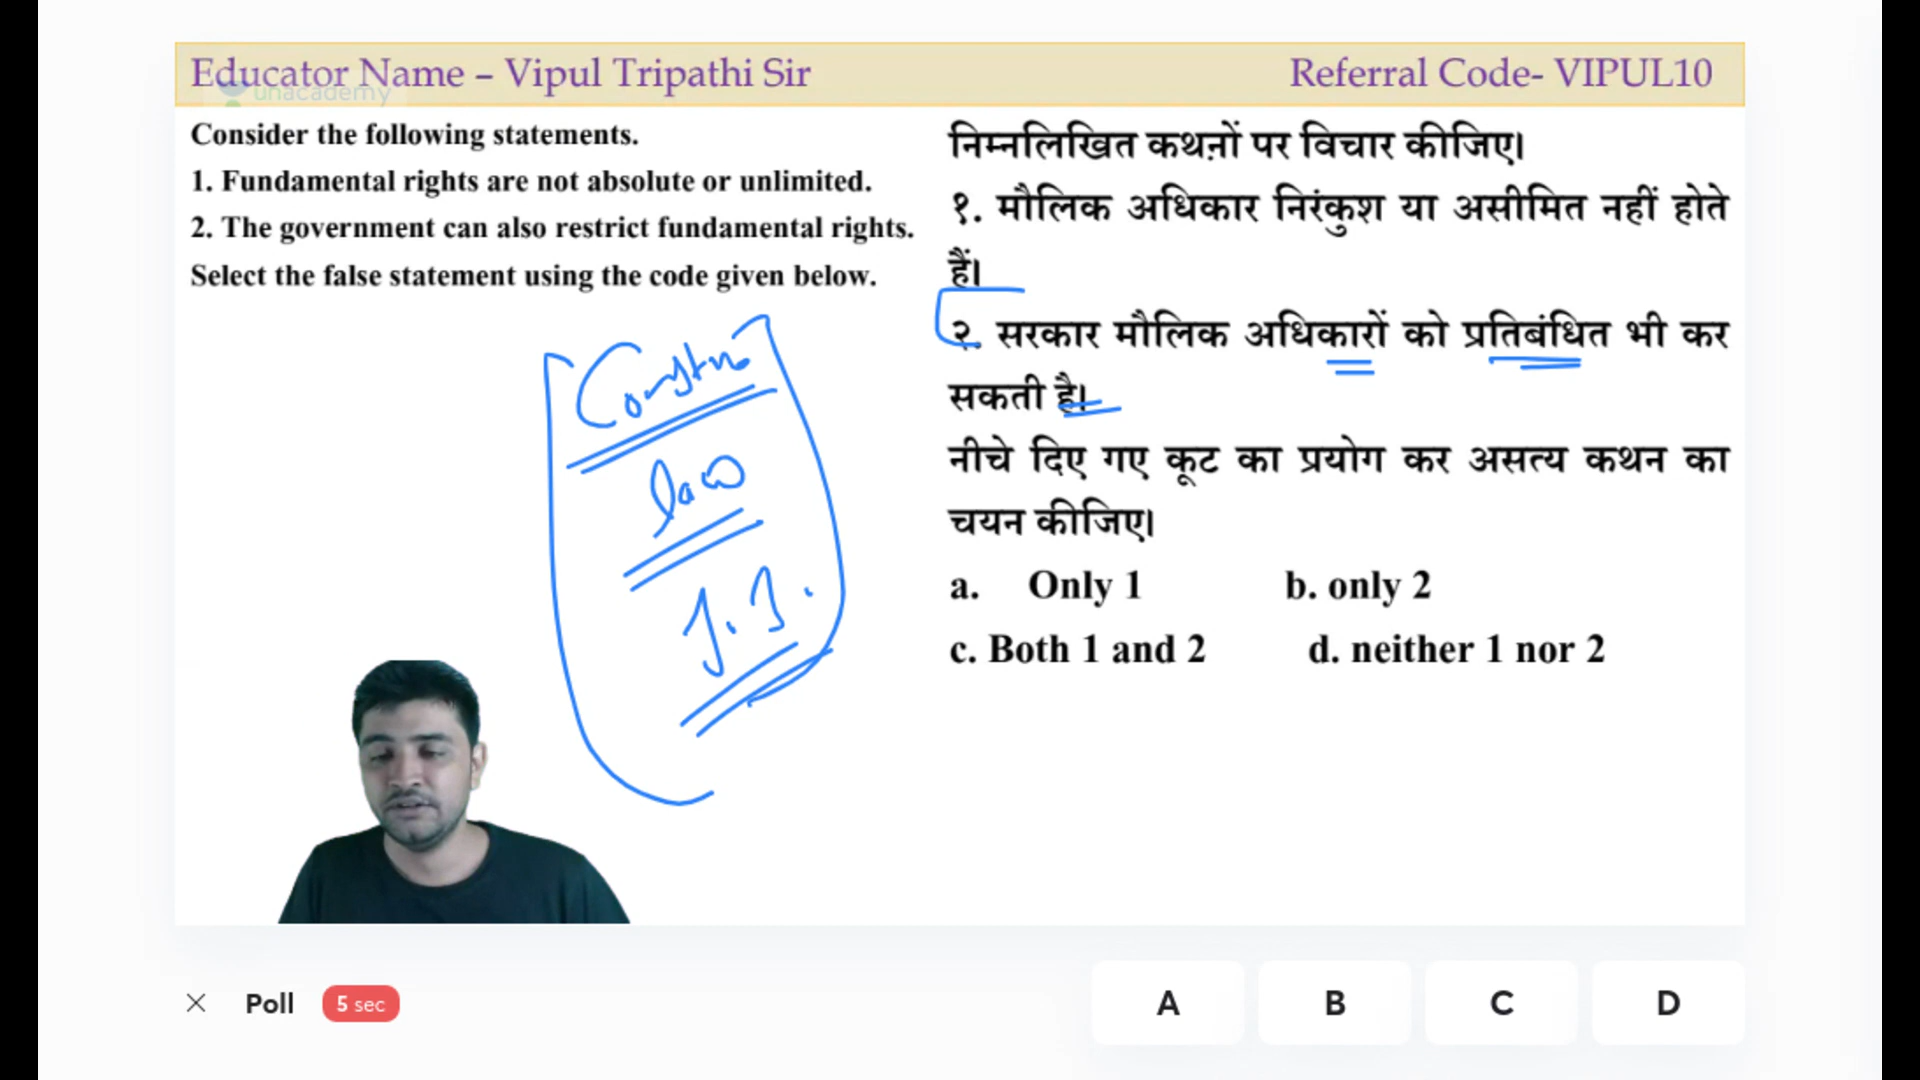 Educator Name – Vipul Tripathi Sir
Referral Code- VIPUL10
unacademy
Consider the following statements.
1. Fundamental rights are not absolute or unlimited.
2. The government can also restrict fundamental rights.
Select the false statement using the code given below.
Constn
law
J.J.
निम्नलिखित कथऩों पर विचार कीजिए।
१. मौलिक अधिकार निरंकुश या असीमित नहीं होते
हैं।
२. सरकार मौलिक अधिकारों को प्रतिबंधित भी कर
सकती है।
नीचे दिए गए कूट का प्रयोग कर असत्य कथन का
चयन कीजिए।
a. Only 1 b. only 2
c. Both 1 and 2 d. neither 1 nor 2
Poll 5 sec
A B C D